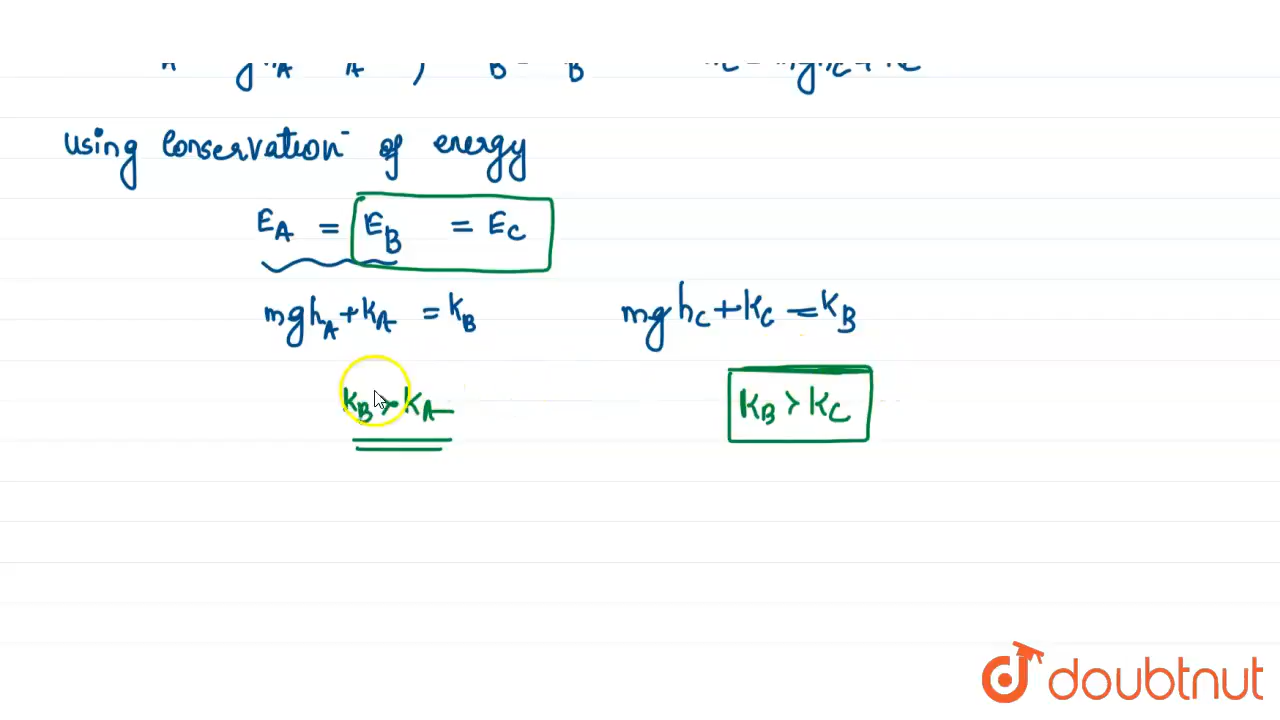 using conservation of energy
E_A = E_B = E_C
mgh_A + K_A = K_B    mgh_C + K_C = K_B
K_B > K_A    K_B > K_C
doubtnut